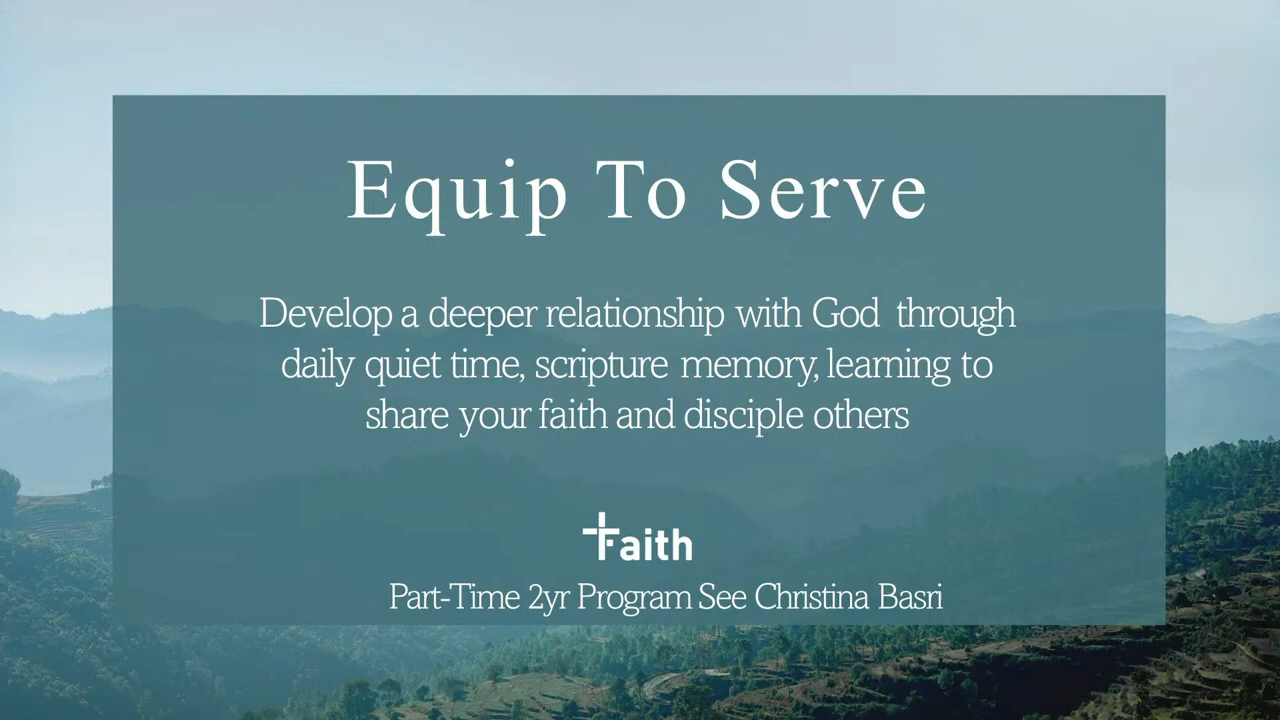 Equip To Serve
Develop a deeper relationship with God through
daily quiet time, scripture memory, learning to
share your faith and disciple others
Faith
Part-Time 2yr Program See Christina Basri